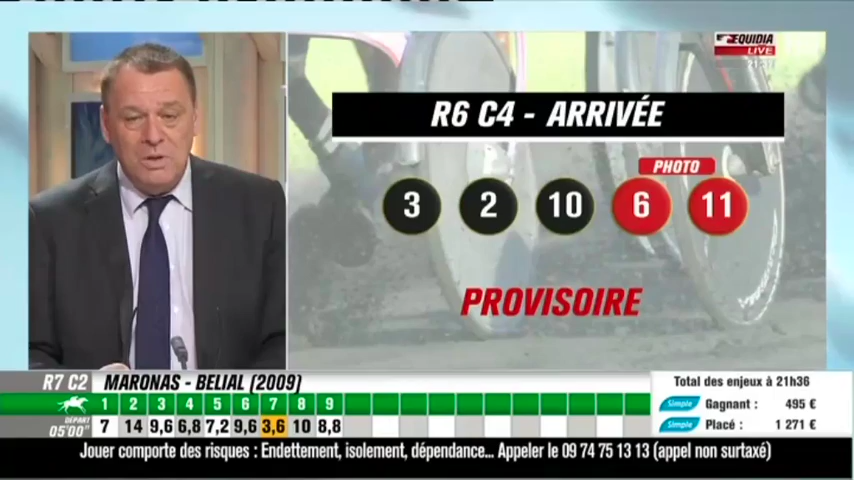 EQUIDIA
LIVE
R6 C4 - ARRIVÉE
PHOTO
3 2 10 6 11
PROVISOIRE
R7 C2 MARONAS - BELIAL (2009)
1 2 3 4 5 6 7 8 9
DÉPART
05'00" 7 14 9,6 6,8 7,2 9,6 3,6 10 8,8
Total des enjeux à 21h36
Simple Gagnant : 495 €
Simple Placé : 1 271 €
Jouer comporte des risques : Endettement, isolement, dépendance... Appeler le 09 74 75 13 13 (appel non surtaxé)